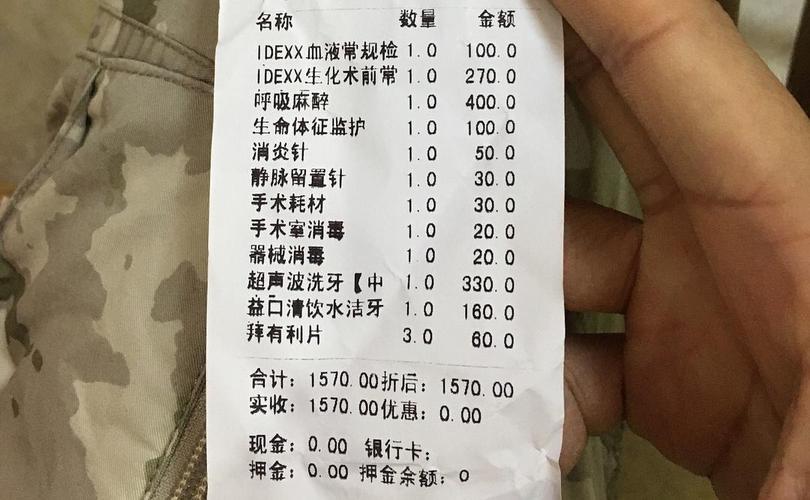 名称 数量 金额
IDEXX血液常规检 1.0 100.0
IDEXX生化术前常 1.0 270.0
呼吸麻醉 1.0 400.0
生命体征监护 1.0 100.0
消炎针 1.0 50.0
静脉留置针 1.0 30.0
手术耗材 1.0 30.0
手术室消毒 1.0 20.0
器械消毒 1.0 20.0
超声波洗牙【中 1.0 330.0
益口清饮水洁牙 1.0 160.0
拜有利片 3.0 60.0
合计：1570.00折后：1570.00
实收：1570.00优惠：0.00
现金：0.00 银行卡：
押金：0.00 押金余额：0